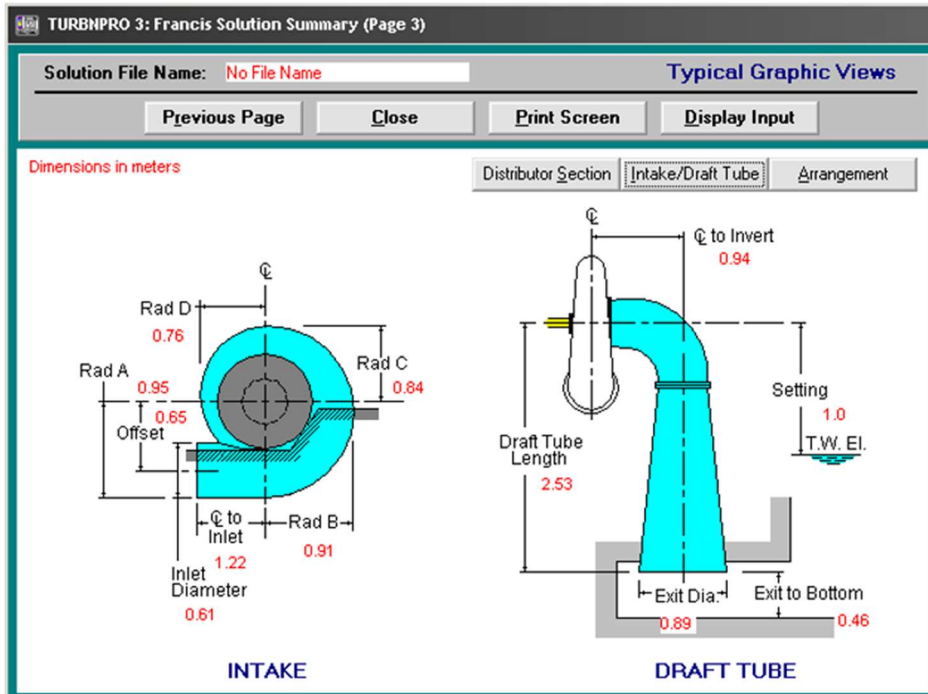 TURBNPRO 3: Francis Solution Summary (Page 3)
Solution File Name: No File Name
Typical Graphic Views
Previous Page Close Print Screen Display Input
Dimensions in meters
Distributor Section Intake/Draft Tube Arrangement
℄
Rad D
0.76
Rad A
0.95
0.65
Offset
Rad C
0.84
℄ to
Inlet
1.22
Rad B
0.91
Inlet
Diameter
0.61
INTAKE
℄
℄ to Invert
0.94
Setting
1.0
T.W. El.
Draft Tube
Length
2.53
Exit Dia.
0.89
Exit to Bottom
0.46
DRAFT TUBE